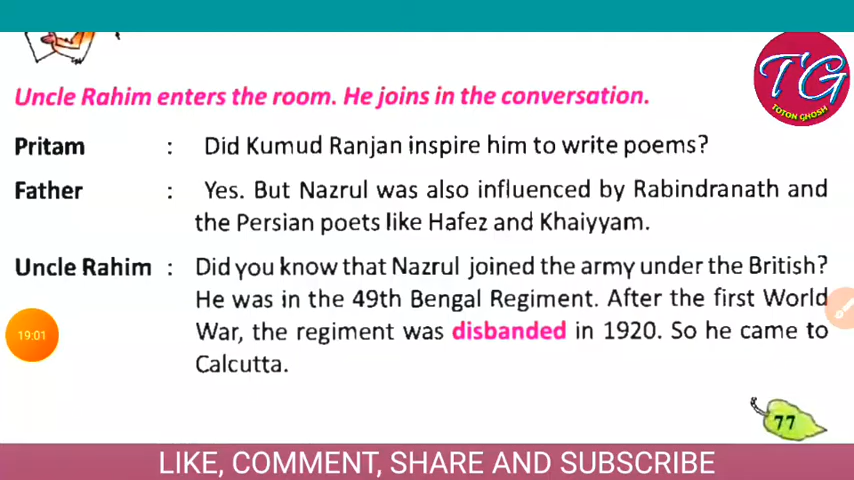 TG
TOTON GHOSH
Uncle Rahim enters the room. He joins in the conversation.
Pritam : Did Kumud Ranjan inspire him to write poems?
Father : Yes. But Nazrul was also influenced by Rabindranath and
the Persian poets like Hafez and Khaiyyam.
Uncle Rahim : Did you know that Nazrul joined the army under the British?
He was in the 49th Bengal Regiment. After the first World
War, the regiment was disbanded in 1920. So he came to
Calcutta.
19:01
77
LIKE, COMMENT, SHARE AND SUBSCRIBE